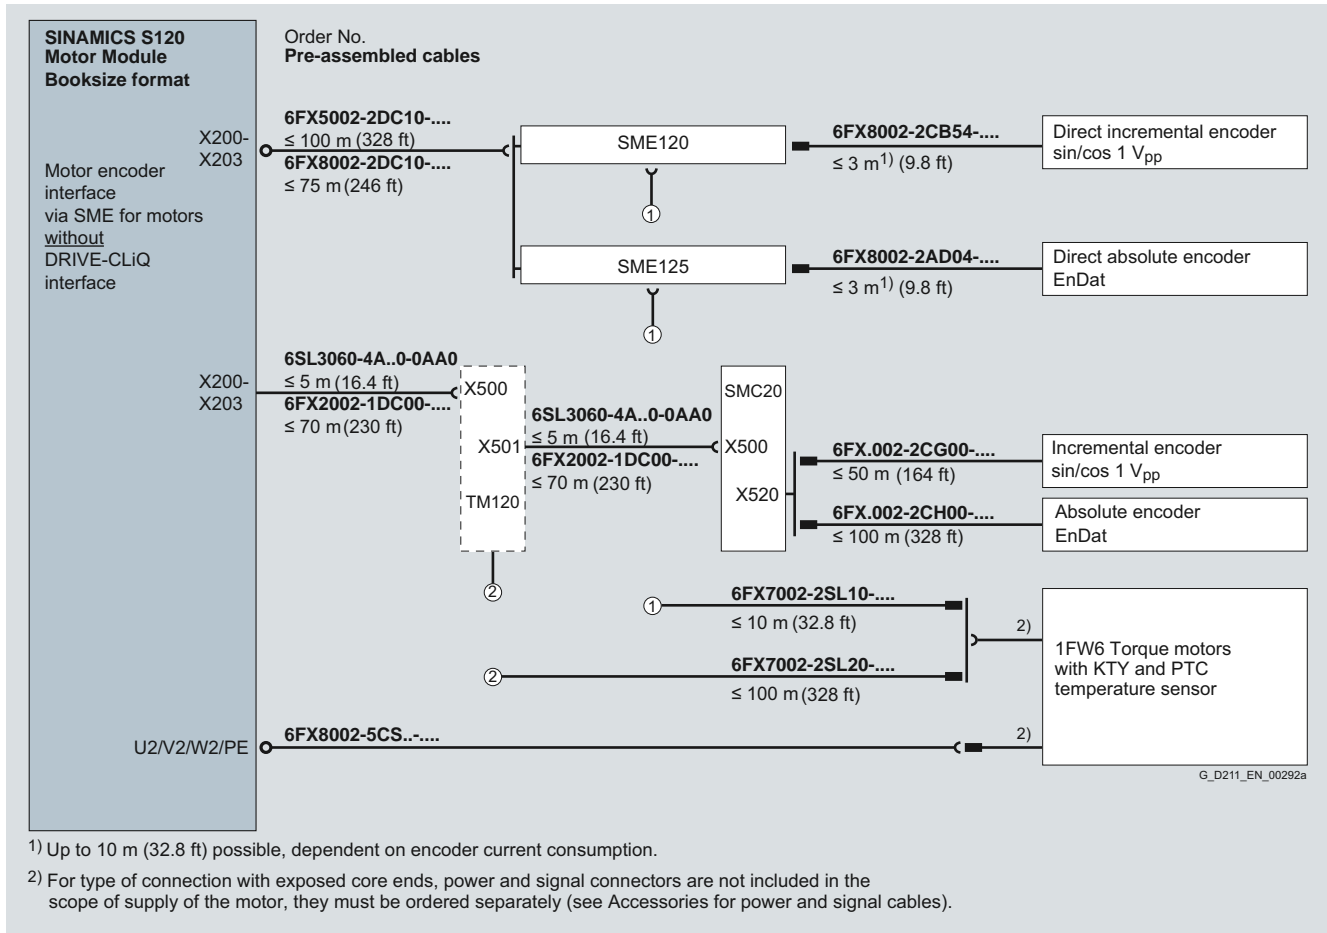 SINAMICS S120
Motor Module
Booksize format
Order No.
Pre-assembled cables
X200-
X203
Motor encoder
interface
via SME for motors
without
DRIVE-CLiQ
interface
6FX5002-2DC10-....
≤ 100 m (328 ft)
6FX8002-2DC10-....
≤ 75 m (246 ft)
SME120
1
6FX8002-2CB54-....
≤ 3 m1) (9.8 ft)
Direct incremental encoder
sin/cos 1 Vpp
SME125
1
6FX8002-2AD04-....
≤ 3 m1) (9.8 ft)
Direct absolute encoder
EnDat
X200-
X203
6SL3060-4A..0-0AA0
≤ 5 m (16.4 ft)
6FX2002-1DC00-....
≤ 70 m (230 ft)
X500
X501
TM120
2
6SL3060-4A..0-0AA0
≤ 5 m (16.4 ft)
6FX2002-1DC00-....
≤ 70 m (230 ft)
SMC20
X500
X520
6FX.002-2CG00-....
≤ 50 m (164 ft)
Incremental encoder
sin/cos 1 Vpp
6FX.002-2CH00-....
≤ 100 m (328 ft)
Absolute encoder
EnDat
1
6FX7002-2SL10-....
≤ 10 m (32.8 ft)
2
6FX7002-2SL20-....
≤ 100 m (328 ft)
2)
1FW6 Torque motors
with KTY and PTC
temperature sensor
U2/V2/W2/PE
6FX8002-5CS..-....
2)
G_D211_EN_00292a
1) Up to 10 m (32.8 ft) possible, dependent on encoder current consumption.
2) For type of connection with exposed core ends, power and signal connectors are not included in the
scope of supply of the motor, they must be ordered separately (see Accessories for power and signal cables).